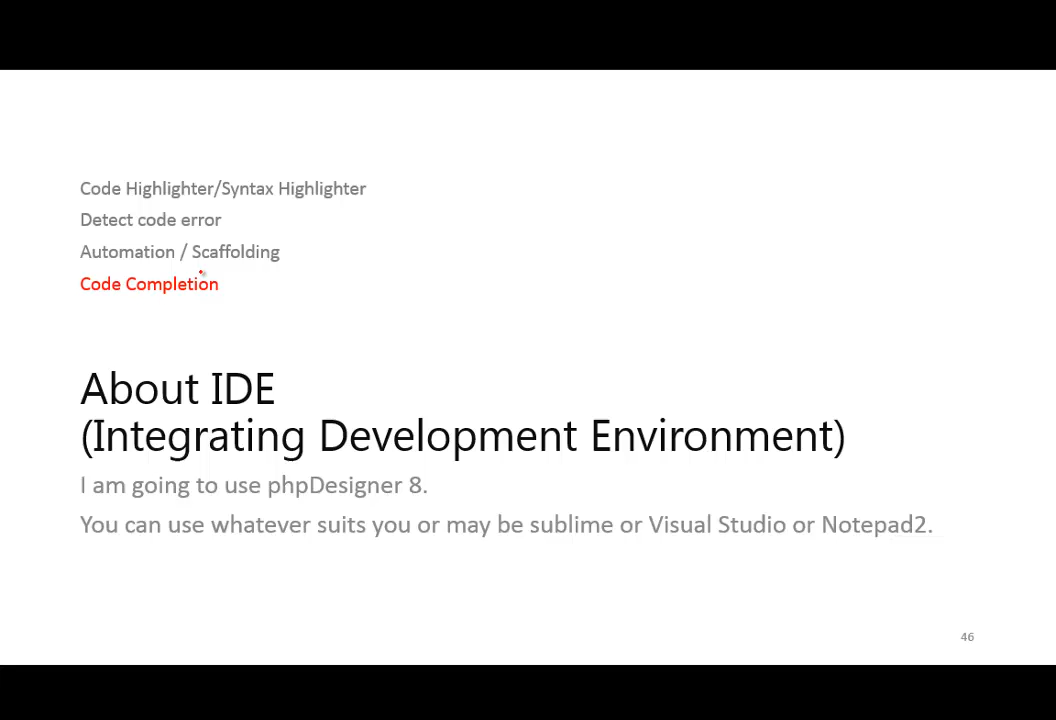 Code Highlighter/Syntax Highlighter
Detect code error
Automation / Scaffolding
Code Completion
About IDE
(Integrating Development Environment)
I am going to use phpDesigner 8.
You can use whatever suits you or may be sublime or Visual Studio or Notepad2.
46